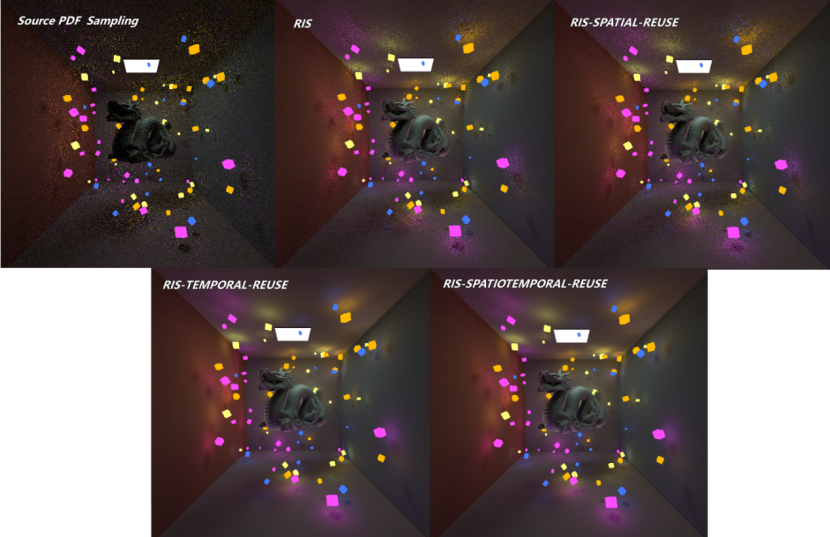 Source PDF Sampling
RIS
RIS-SPATIAL-REUSE
RIS-TEMPORAL-REUSE
RIS-SPATIOTEMPORAL-REUSE